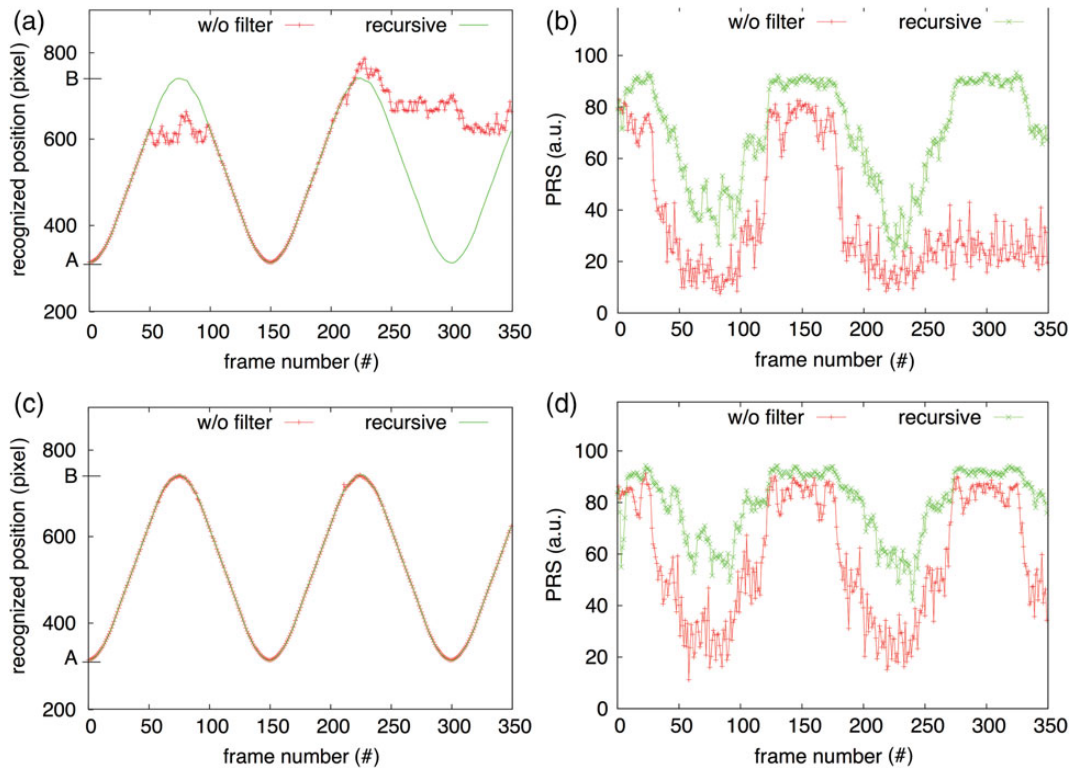 (a)
w/o filter
recursive
recognized position (pixel)
800
B
600
400
A
200
0 50 100 150 200 250 300 350
frame number (#)
(b)
w/o filter
recursive
PRS (a.u.)
100
80
60
40
20
0
0 50 100 150 200 250 300 350
frame number (#)
(c)
w/o filter
recursive
recognized position (pixel)
800
B
600
400
A
200
0 50 100 150 200 250 300 350
frame number (#)
(d)
w/o filter
recursive
PRS (a.u.)
100
80
60
40
20
0
0 50 100 150 200 250 300 350
frame number (#)